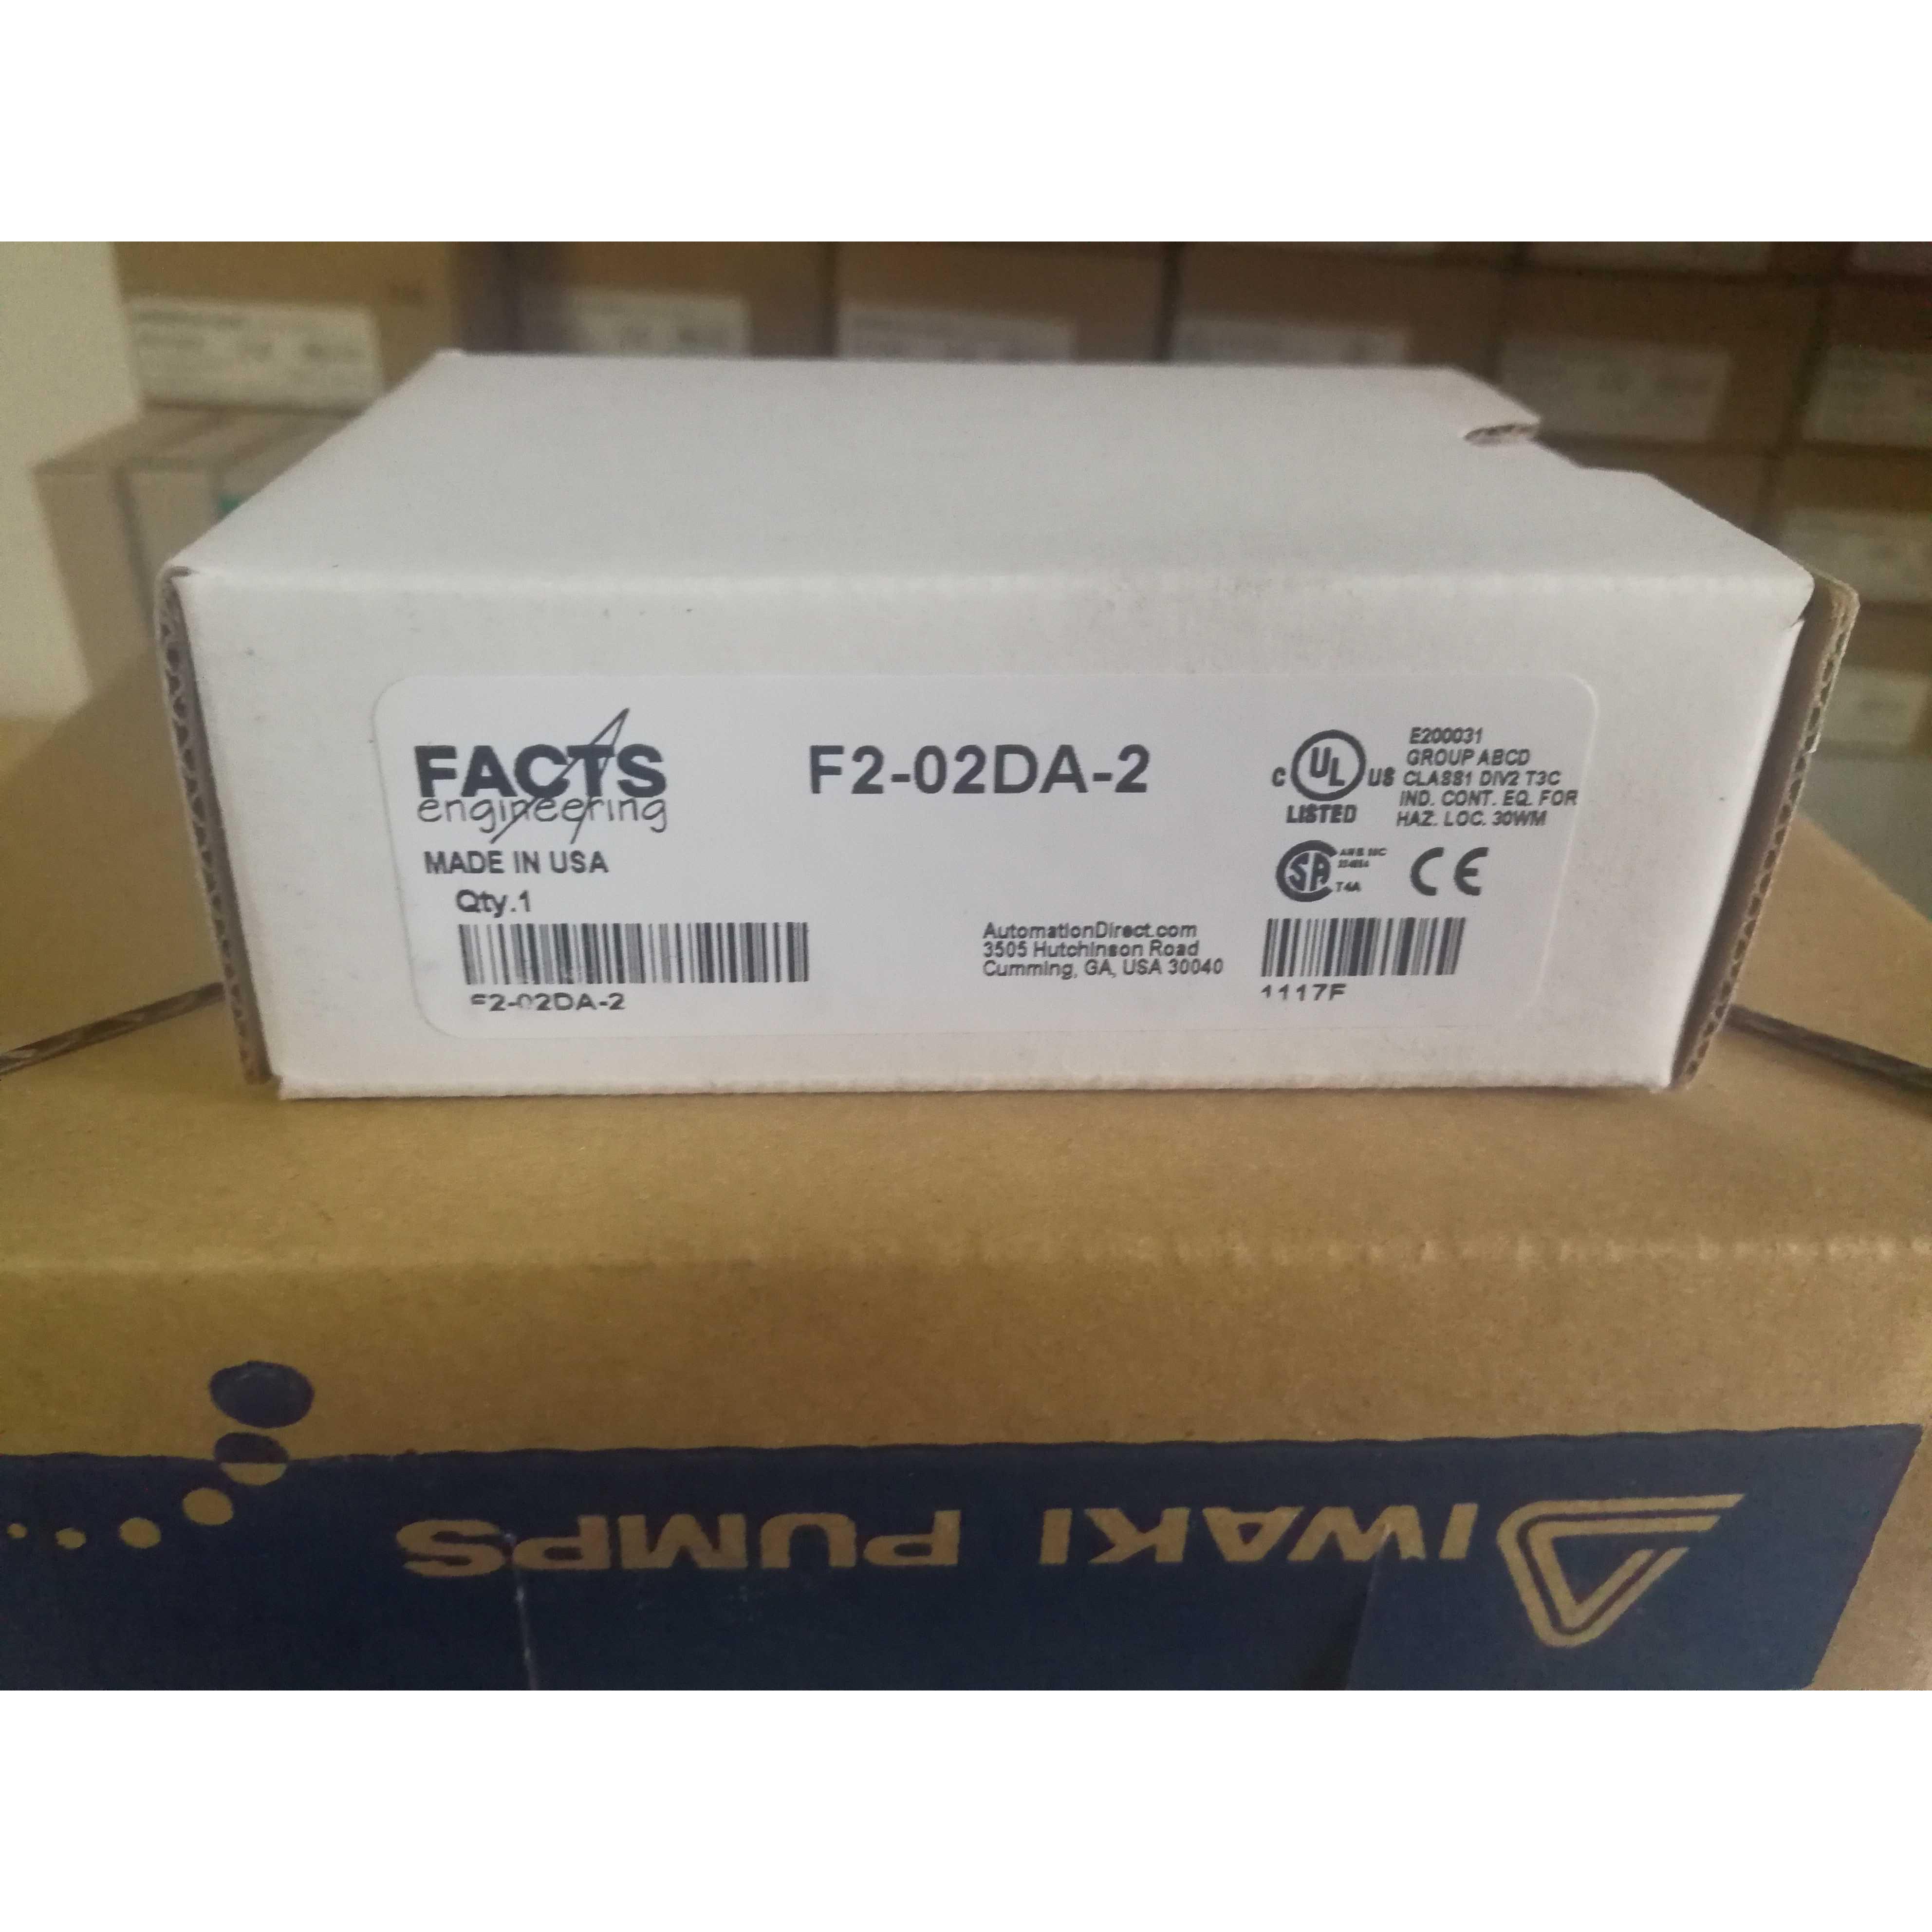 FACTS
engineering
MADE IN USA
Qty.1
F2-02DA-2
F2-02DA-2
C UL US
LISTED
E200031
GROUP ABCD
CLASS1 DIV2 T3C
IND. CONT. EQ. FOR
HAZ. LOC. 30WM
SA
T4A
CE
AutomationDirect.com
3505 Hutchinson Road
Cumming, GA, USA 30040
1117F
IWAKI PUMPS